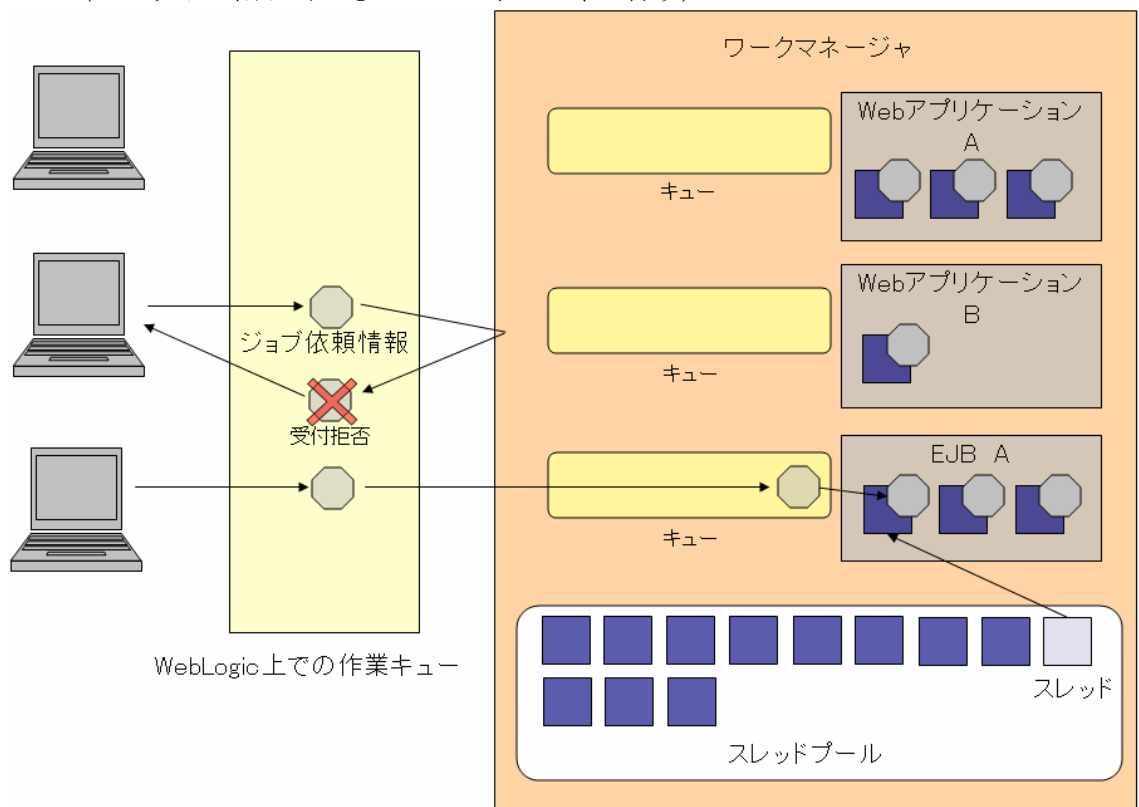 ワークマネージャ
Webアプリケーション
A
キュー
Webアプリケーション
B
ジョブ依頼情報
キュー
受付拒否
EJB A
キュー
WebLogic上での作業キュー
スレッド
スレッドプール